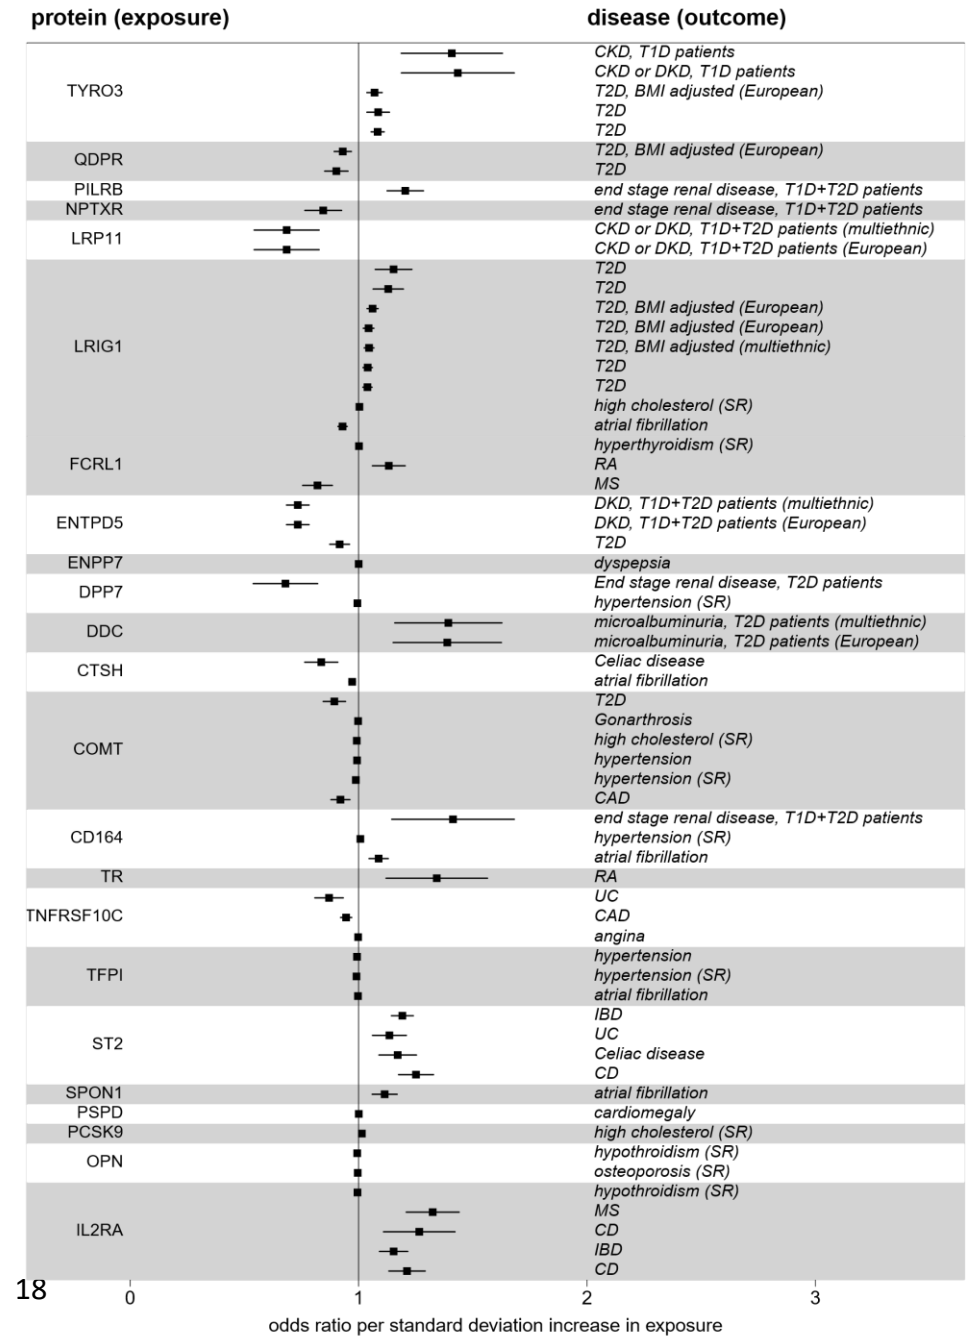 protein (exposure) disease (outcome)
CKD, T1D patients
CKD or DKD, T1D patients
TYRO3 T2D, BMI adjusted (European)
T2D
T2D
QDPR T2D, BMI adjusted (European)
T2D
PILRB end stage renal disease, T1D+T2D patients
NPTXR end stage renal disease, T1D+T2D patients
LRP11 CKD or DKD, T1D+T2D patients (multiethnic)
CKD or DKD, T1D+T2D patients (European)
T2D
T2D
T2D, BMI adjusted (European)
T2D, BMI adjusted (European)
LRIG1 T2D, BMI adjusted (multiethnic)
T2D
T2D
high cholesterol (SR)
atrial fibrillation
hyperthyroidism (SR)
FCRL1 RA
MS
DKD, T1D+T2D patients (multiethnic)
ENTPD5 DKD, T1D+T2D patients (European)
T2D
ENPP7 dyspepsia
DPP7 End stage renal disease, T2D patients
hypertension (SR)
DDC microalbuminuria, T2D patients (multiethnic)
microalbuminuria, T2D patients (European)
CTSH Celiac disease
atrial fibrillation
T2D
Gonarthrosis
COMT high cholesterol (SR)
hypertension
hypertension (SR)
CAD
end stage renal disease, T1D+T2D patients
CD164 hypertension (SR)
atrial fibrillation
TR RA
UC
TNFRSF10C CAD
angina
hypertension
TFPI hypertension (SR)
atrial fibrillation
IBD
ST2 UC
Celiac disease
CD
SPON1 atrial fibrillation
PSPD cardiomegaly
PCSK9 high cholesterol (SR)
OPN hypothroidism (SR)
osteoporosis (SR)
hypothroidism (SR)
MS
IL2RA CD
IBD
CD
18
0 1 2 3
odds ratio per standard deviation increase in exposure